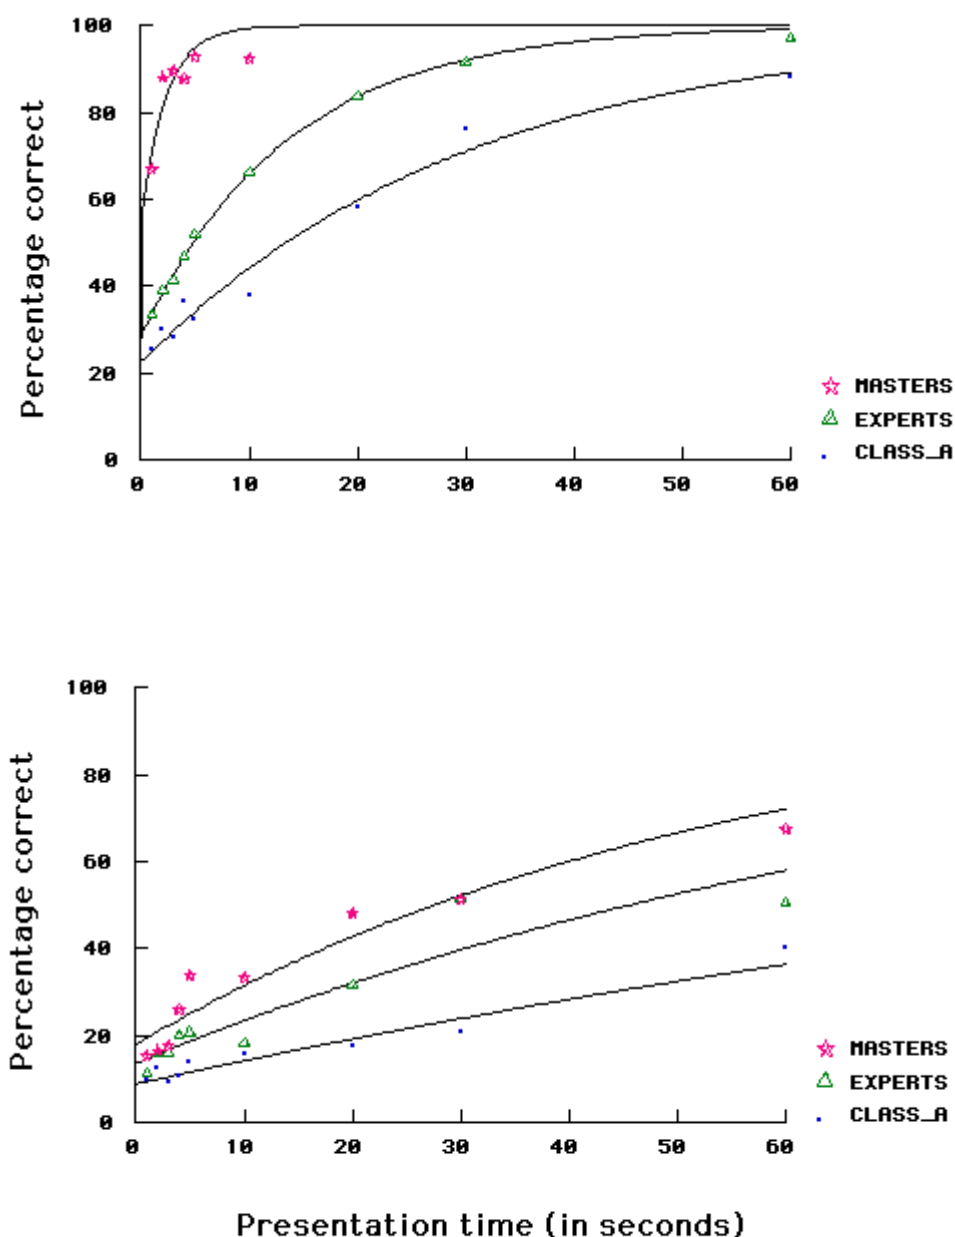 Percentage correct
100
80
60
40
20
0
0 10 20 30 40 50 60
MASTERS
EXPERTS
CLASS_A
Percentage correct
100
80
60
40
20
0
0 10 20 30 40 50 60
MASTERS
EXPERTS
CLASS_A
Presentation time (in seconds)